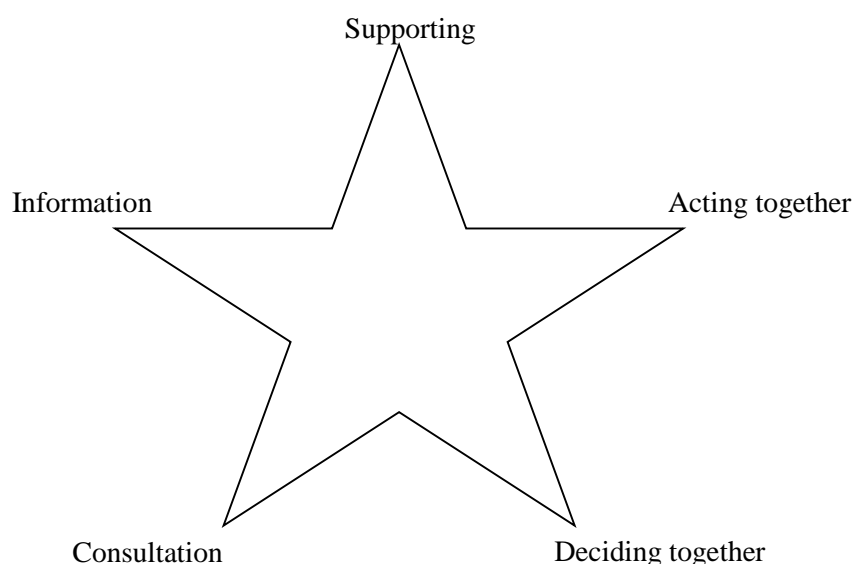 Supporting
Information
Acting together
Consultation
Deciding together